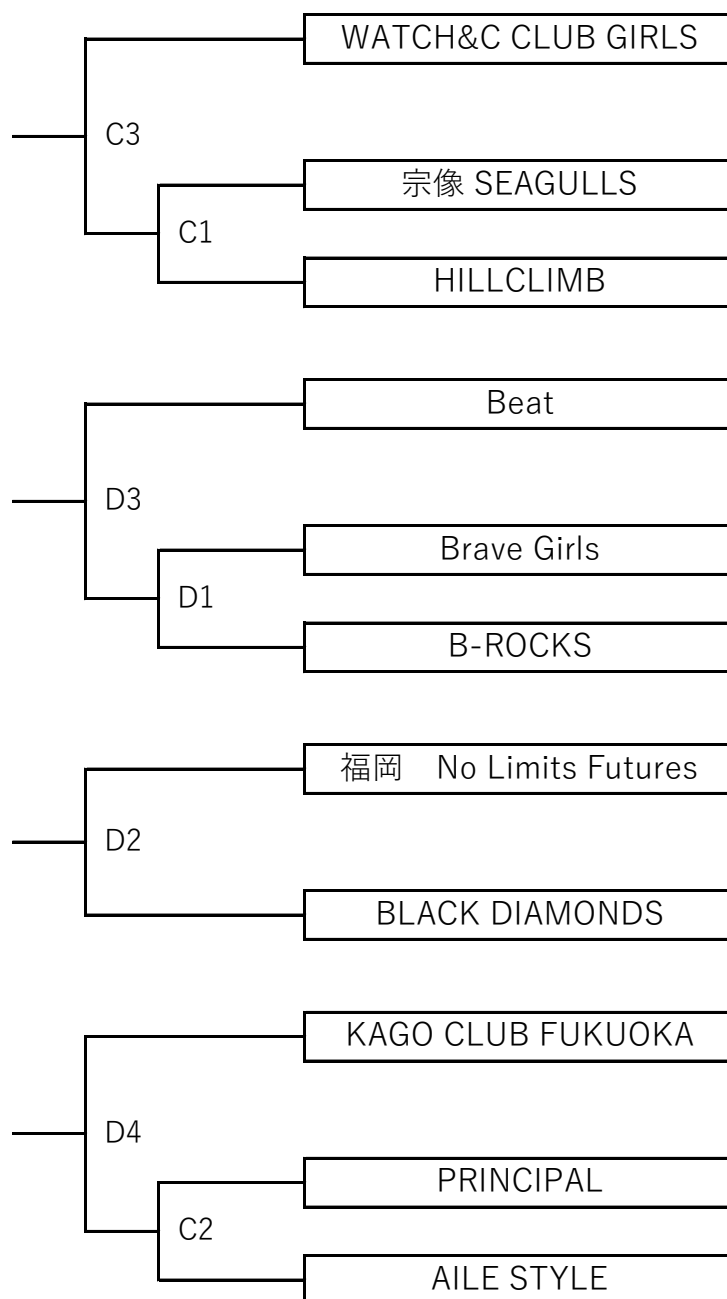 WATCH&C CLUB GIRLS
C3
宗像 SEAGULLS
C1
HILLCLIMB
Beat
D3
Brave Girls
D1
B-ROCKS
福岡　No Limits Futures
D2
BLACK DIAMONDS
KAGO CLUB FUKUOKA
D4
PRINCIPAL
C2
AILE STYLE